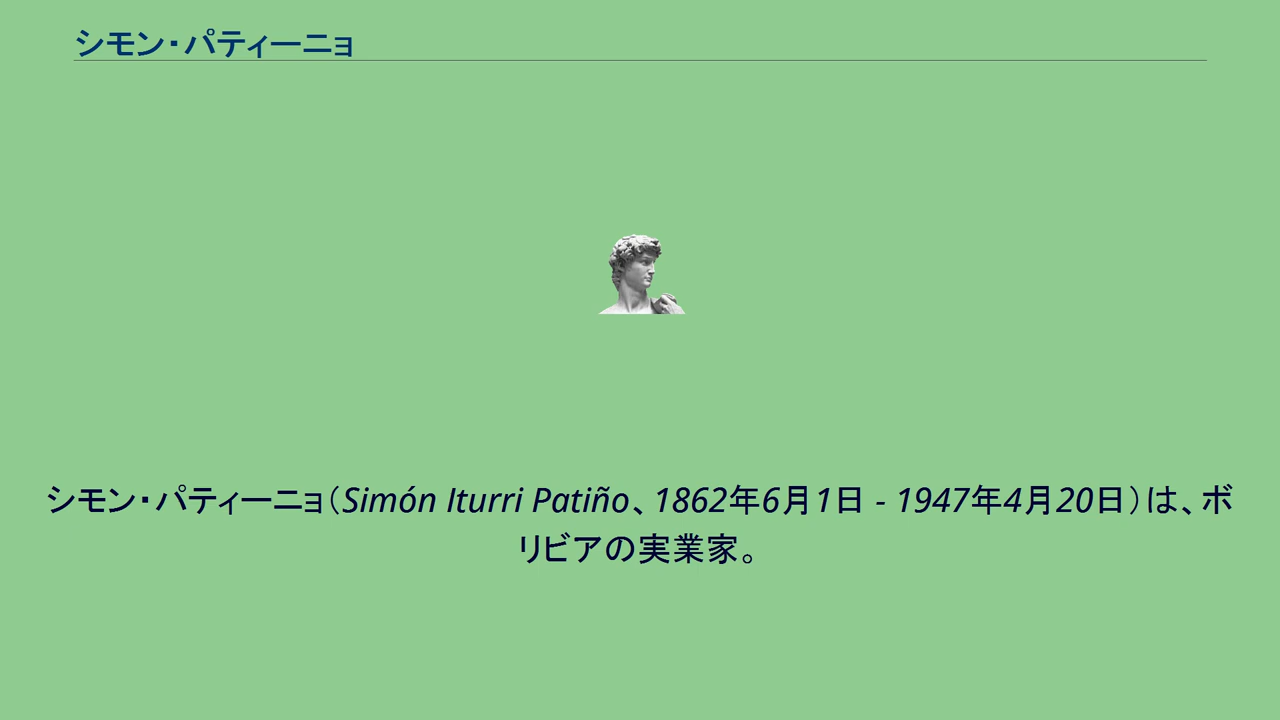 シモン・パティーニョ
シモン・パティーニョ（Simón Iturri Patiño、1862年6月1日 - 1947年4月20日）は、ボ
リビアの実業家。